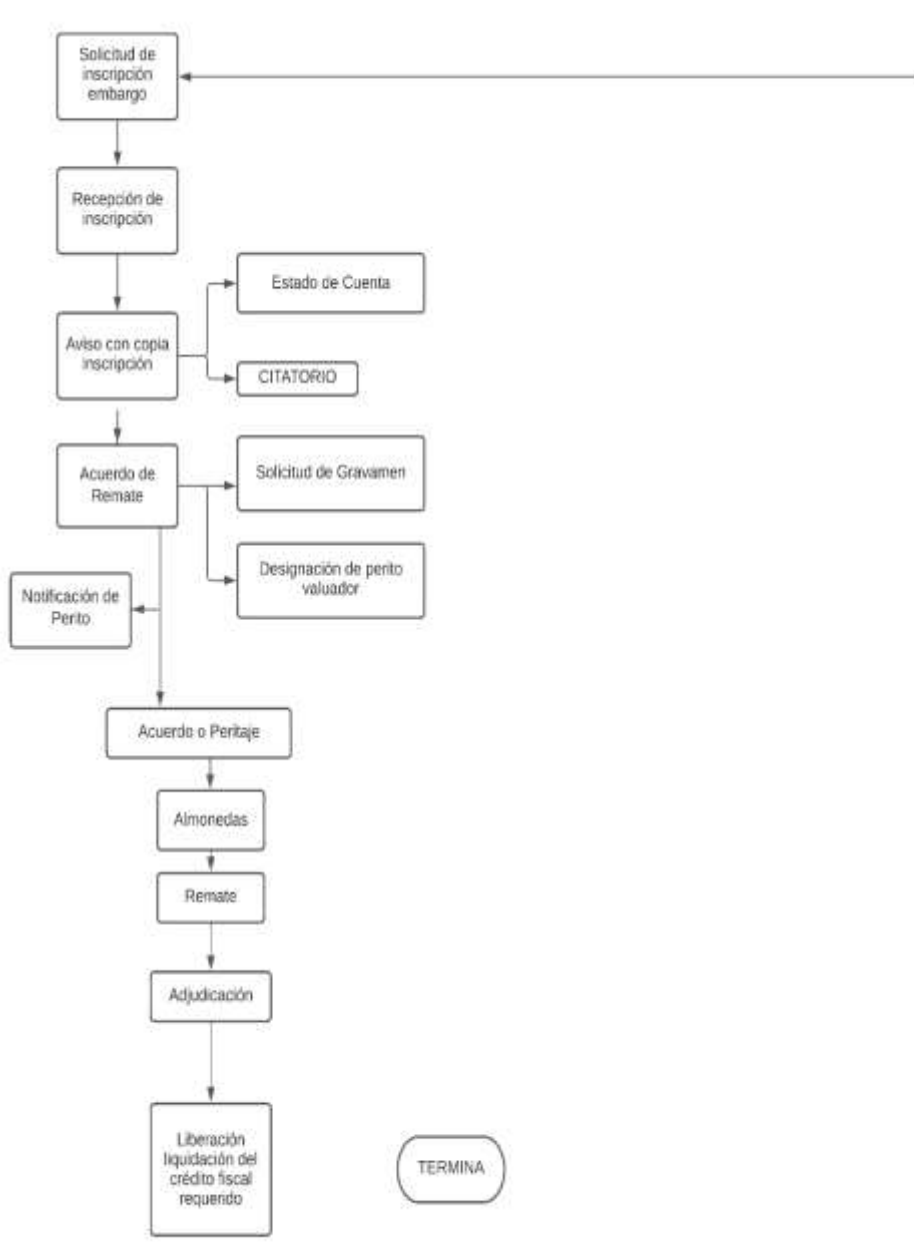 Solicitud de
inscripción
embargo
Recepción de
inscripción
Estado de Cuenta
Aviso con copia
inscripción
CITATORIO
Acuerdo de
Remate
Solicitud de Gravamen
Designación de perito
valuador
Notificación de
Perito
Acuerdo o Peritaje
Almonedas
Remate
Adjudicación
Liberación
liquidación del
crédito fiscal
requerido
TERMINA